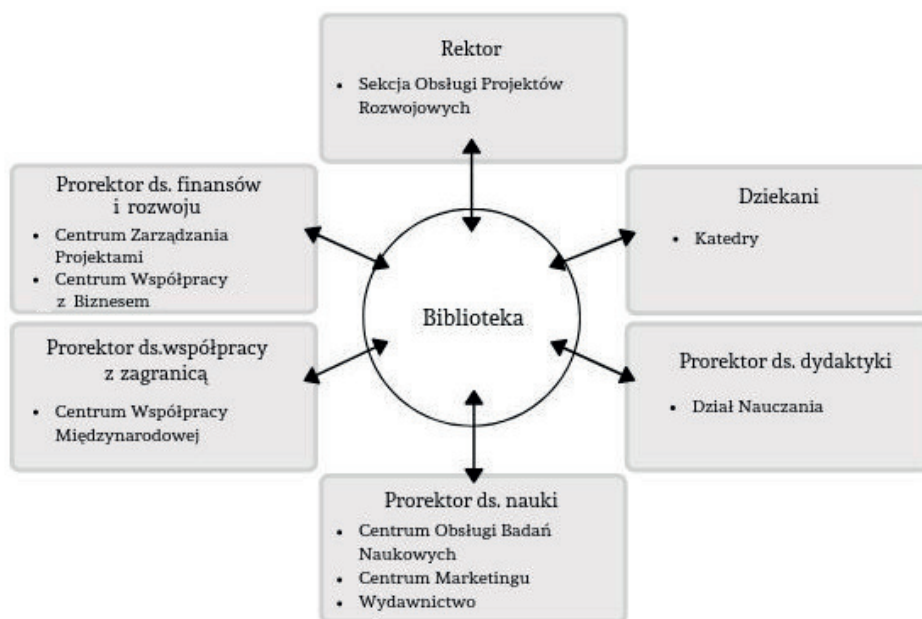 Rektor
• Sekcja Obsługi Projektów
Rozwojowych
Prorektor ds. finansów
i rozwoju
• Centrum Zarządzania
Projektami
• Centrum Współpracy
z Biznesem
Dziekani
• Katedry
Biblioteka
Prorektor ds.współpracy
z zagranicą
• Centrum Współpracy
Międzynarodowej
Prorektor ds. dydaktyki
• Dział Nauczania
Prorektor ds. nauki
• Centrum Obsługi Badań
Naukowych
• Centrum Marketingu
• Wydawnictwo